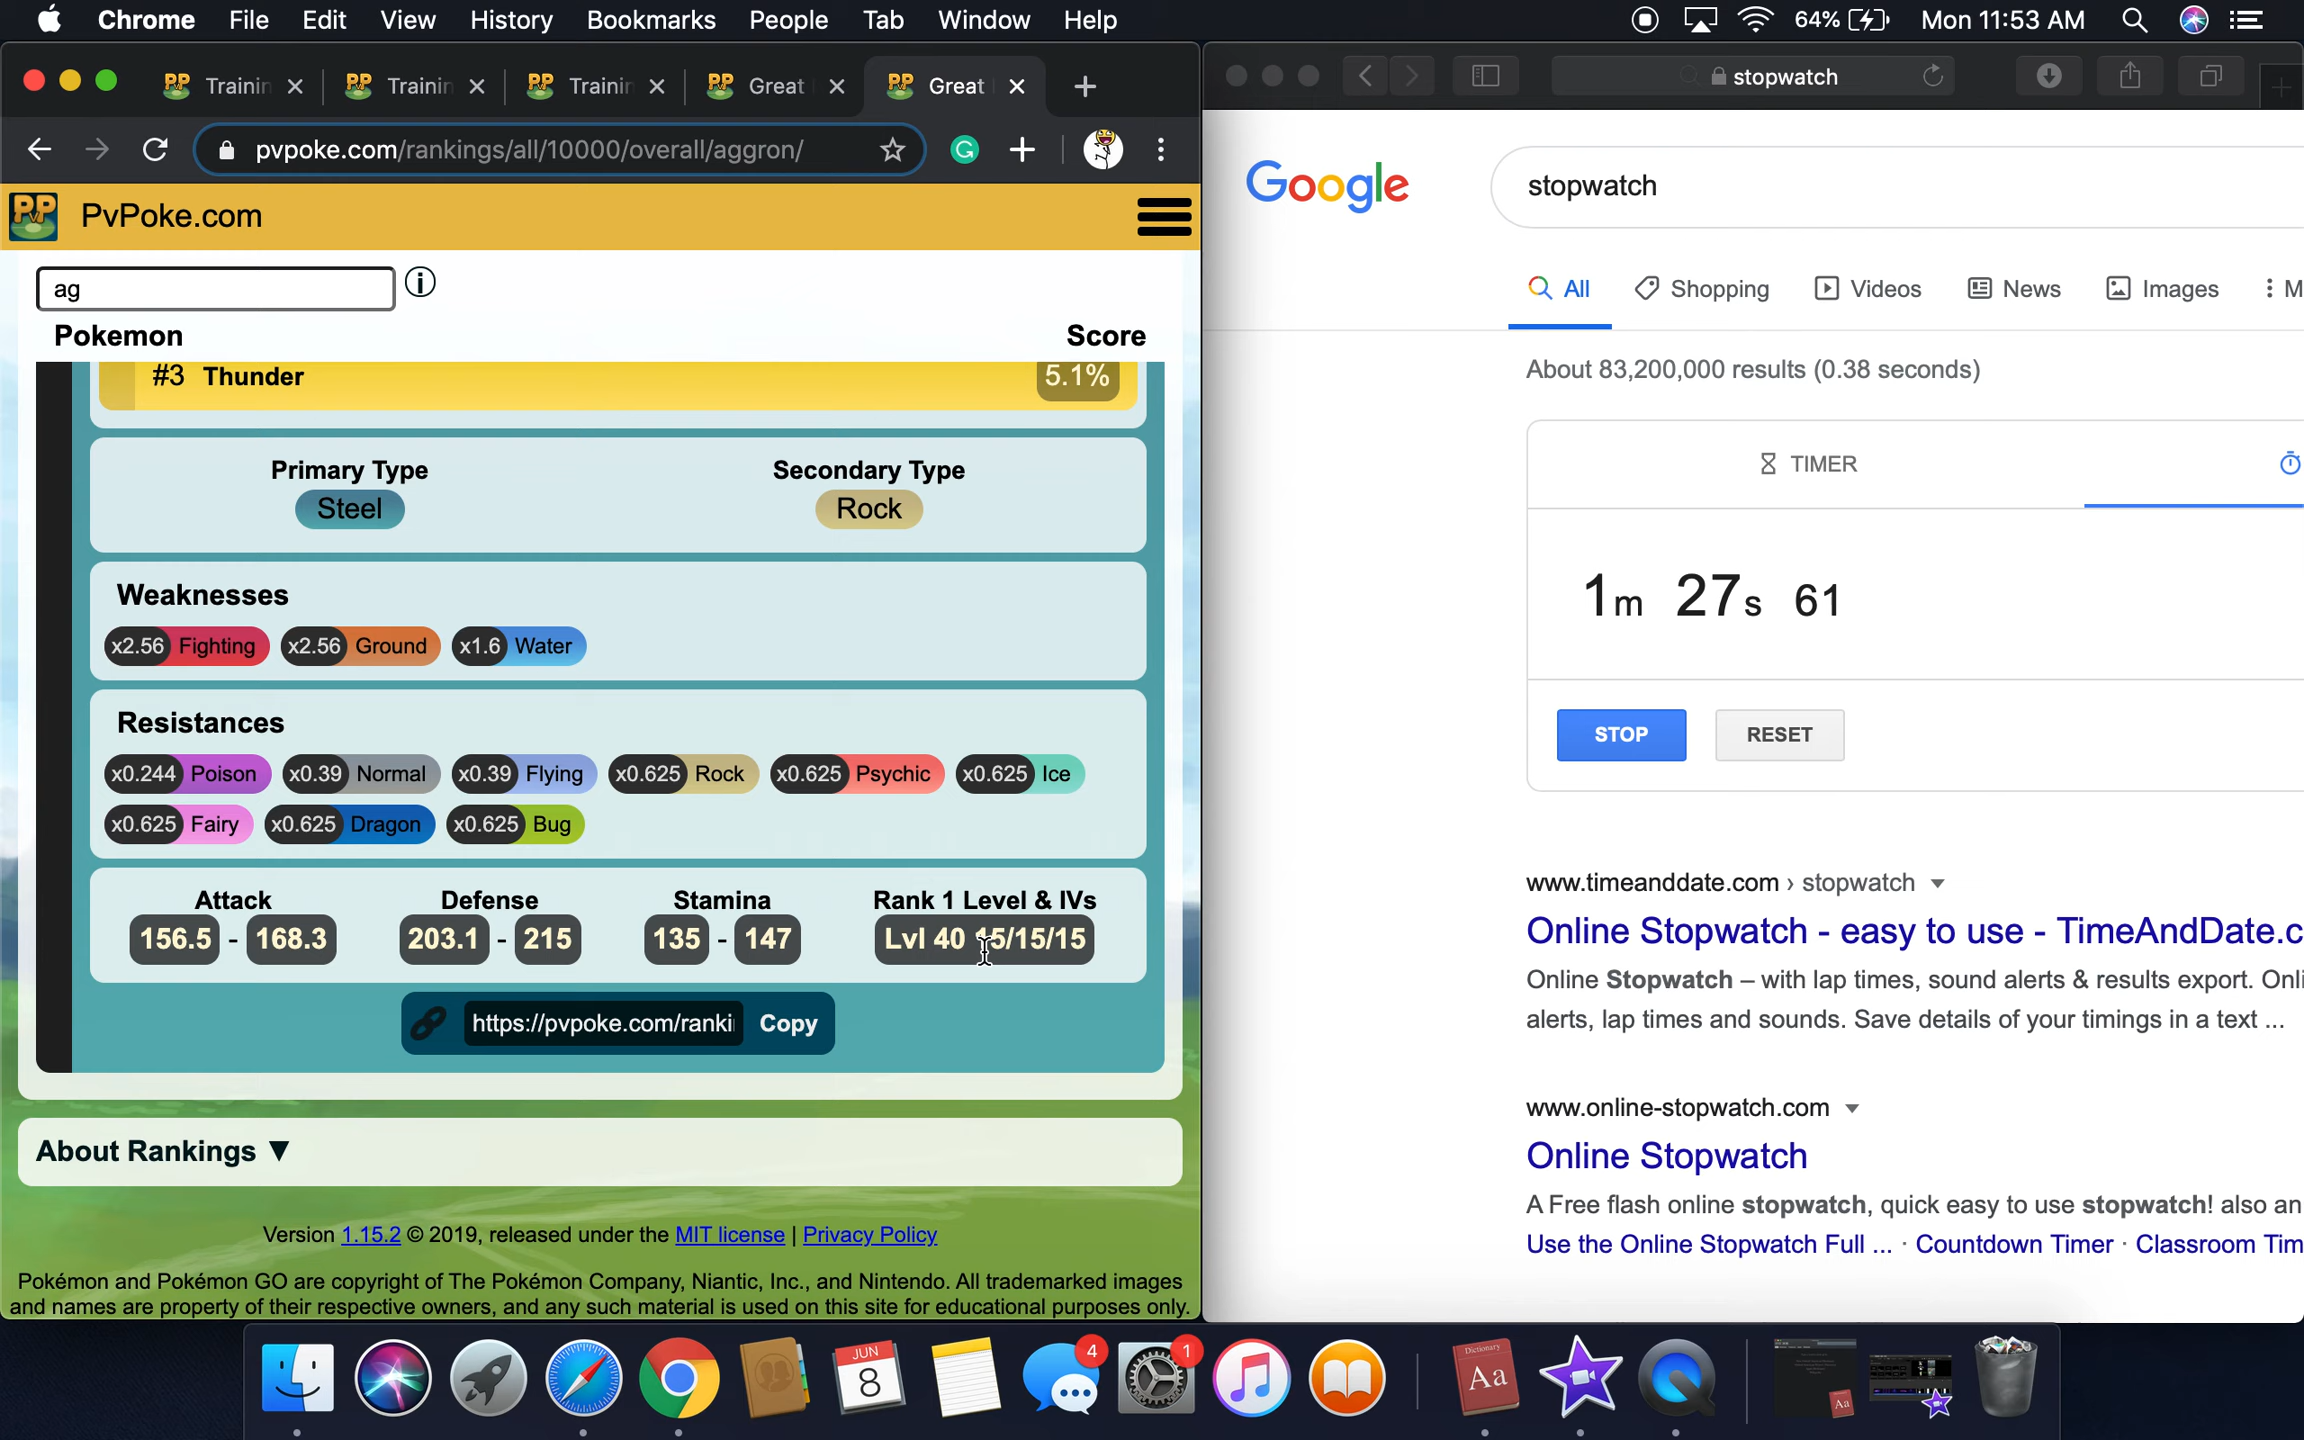 Chrome File Edit View History Bookmarks People Tab Window Help 64% Mon 11:53 AM
Trainin Trainin Trainin Great Great
stopwatch
pvpoke.com/rankings/all/10000/overall/aggron/
PvPoke.com
ag
Pokemon Score
#3 Thunder 5.1%
Primary Type Secondary Type
Steel Rock
Weaknesses
x2.56 Fighting x2.56 Ground x1.6 Water
Resistances
x0.244 Poison x0.39 Normal x0.39 Flying x0.625 Rock x0.625 Psychic x0.625 Ice
x0.625 Fairy x0.625 Dragon x0.625 Bug
Attack Defense Stamina Rank 1 Level & IVs
156.5 - 168.3 203.1 - 215 135 - 147 Lvl 40 15/15/15
https://pvpoke.com/ranki Copy
About Rankings ▼
Version 1.15.2 © 2019, released under the MIT license | Privacy Policy
Pokémon and Pokémon GO are copyright of The Pokémon Company, Niantic, Inc., and Nintendo. All trademarked images
and names are property of their respective owners, and any such material is used on this site for educational purposes only.
Google stopwatch
All Shopping Videos News Images M
About 83,200,000 results (0.38 seconds)
TIMER
1m 27s 61
STOP RESET
www.timeanddate.com › stopwatch
Online Stopwatch - easy to use - TimeAndDate.c
Online Stopwatch – with lap times, sound alerts & results export. Onli
alerts, lap times and sounds. Save details of your timings in a text ...
www.online-stopwatch.com
Online Stopwatch
A Free flash online stopwatch, quick easy to use stopwatch! also an
Use the Online Stopwatch Full ... · Countdown Timer · Classroom Tim
JUN
8
4
1
Dictionary
Aa
Aa